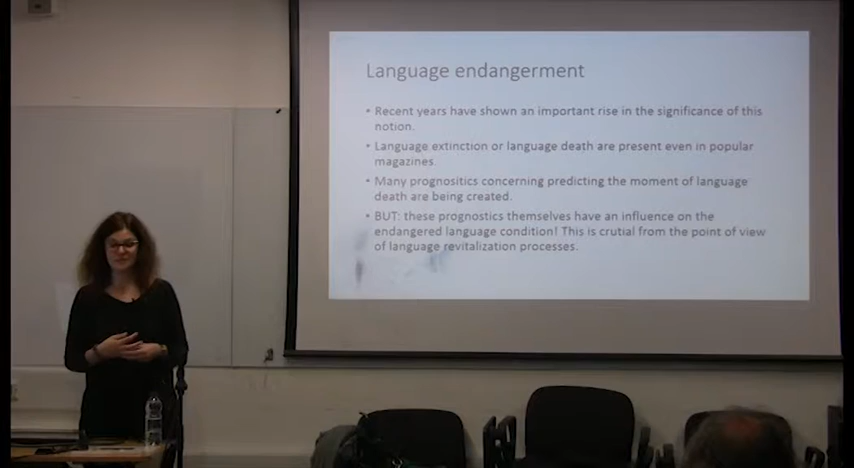 Language endangerment
• Recent years have shown an important rise in the significance of this
notion.
• Language extinction or language death are present even in popular
magazines.
• Many prognositics concerning predicting the moment of language
death are being created.
• BUT: these prognostics themselves have an influence on the
endangered language condition! This is crutial from the point of view
of language revitalization processes.